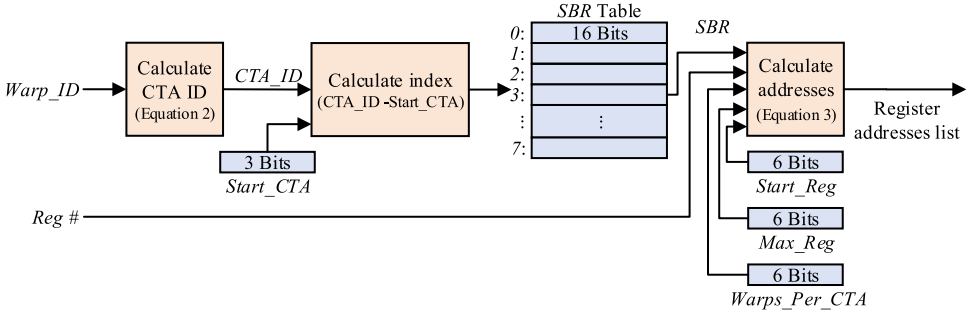 SBR Table
SBR
0:
16 Bits
1:
2:
3:
⋮
⋮
7:
Warp_ID
Calculate
CTA ID
(Equation 2)
CTA_ID
Calculate index
(CTA_ID -Start_CTA)
3 Bits
Start_CTA
Calculate
addresses
(Equation 3)
Register
addresses list
6 Bits
Start_Reg
Reg #
6 Bits
Max_Reg
6 Bits
Warps_Per_CTA